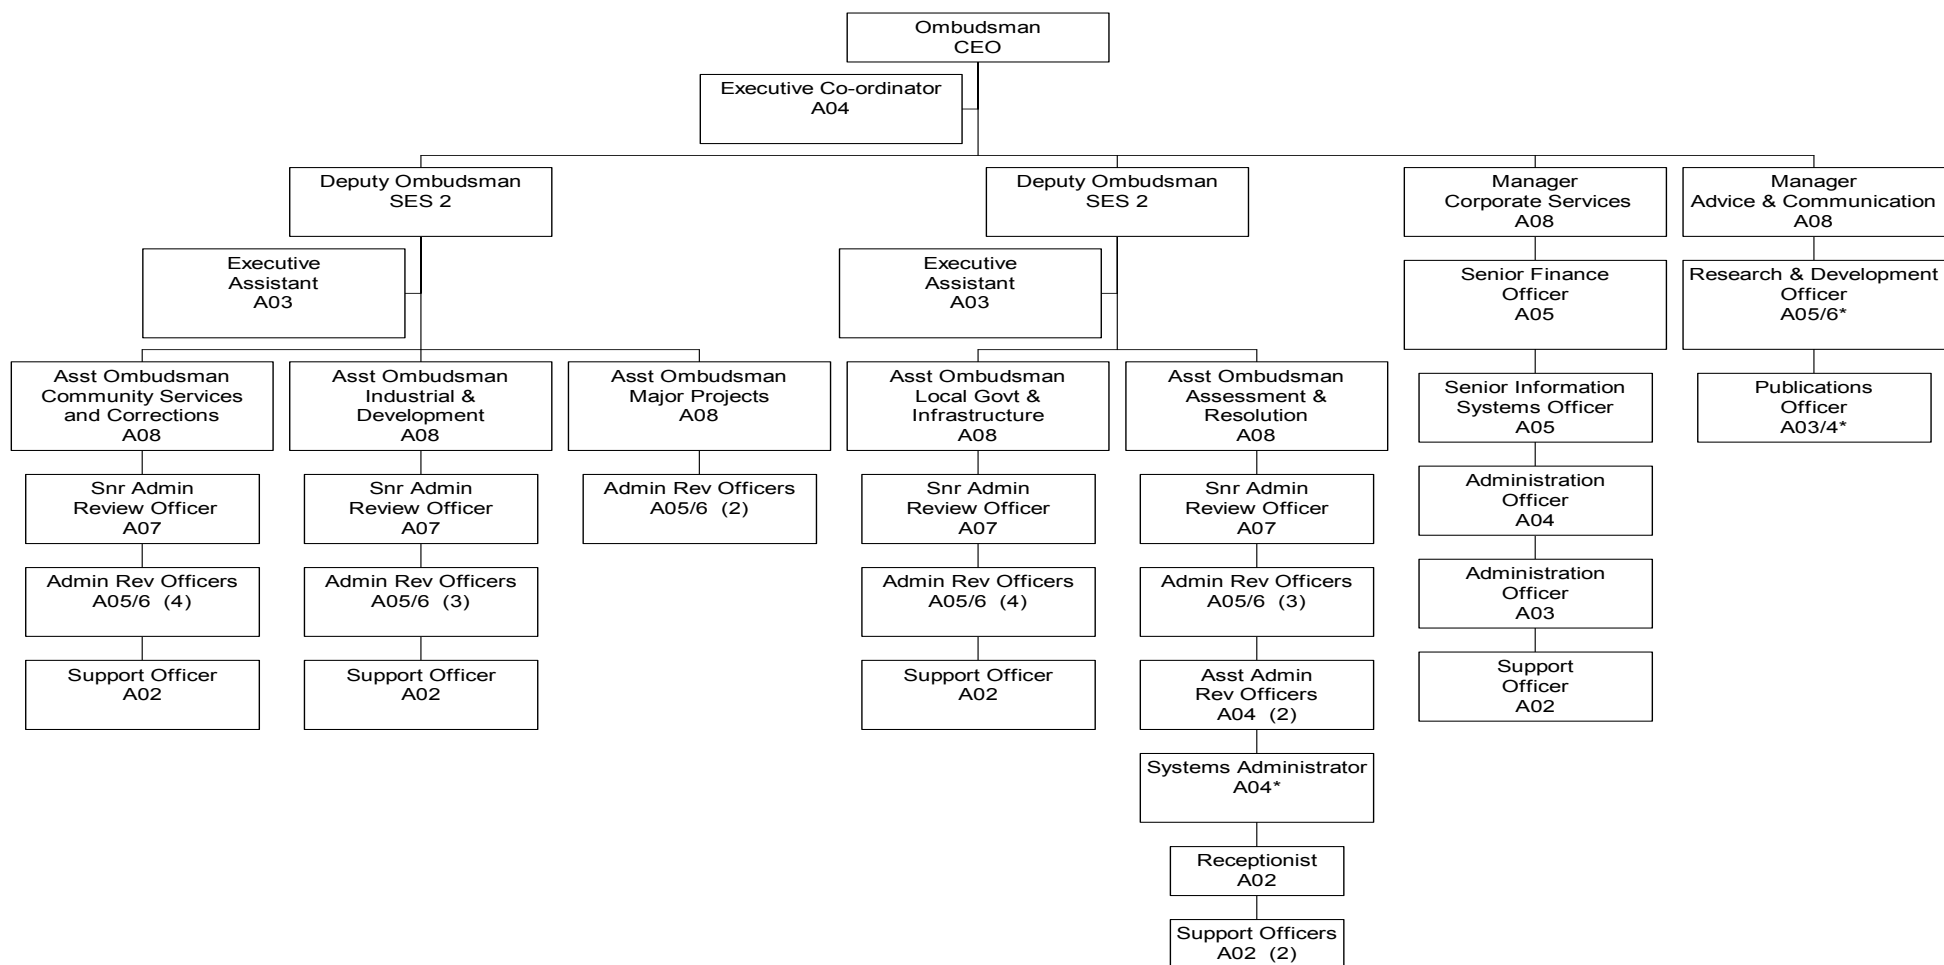 Ombudsman
CEO
Executive Co-ordinator
A04
Deputy Ombudsman
SES 2
Deputy Ombudsman
SES 2
Manager
Corporate Services
A08
Manager
Advice & Communication
A08
Executive
Assistant
A03
Executive
Assistant
A03
Senior Finance
Officer
A05
Research & Development
Officer
A05/6*
Asst Ombudsman
Community Services
and Corrections
A08
Asst Ombudsman
Industrial &
Development
A08
Asst Ombudsman
Major Projects
A08
Asst Ombudsman
Local Govt &
Infrastructure
A08
Asst Ombudsman
Assessment &
Resolution
A08
Senior Information
Systems Officer
A05
Publications
Officer
A03/4*
Snr Admin
Review Officer
A07
Snr Admin
Review Officer
A07
Admin Rev Officers
A05/6 (2)
Snr Admin
Review Officer
A07
Snr Admin
Review Officer
A07
Administration
Officer
A04
Admin Rev Officers
A05/6 (4)
Admin Rev Officers
A05/6 (3)
Admin Rev Officers
A05/6 (4)
Admin Rev Officers
A05/6 (3)
Administration
Officer
A03
Support Officer
A02
Support Officer
A02
Support Officer
A02
Asst Admin
Rev Officers
A04 (2)
Support
Officer
A02
Systems Administrator
A04*
Receptionist
A02
Support Officers
A02 (2)